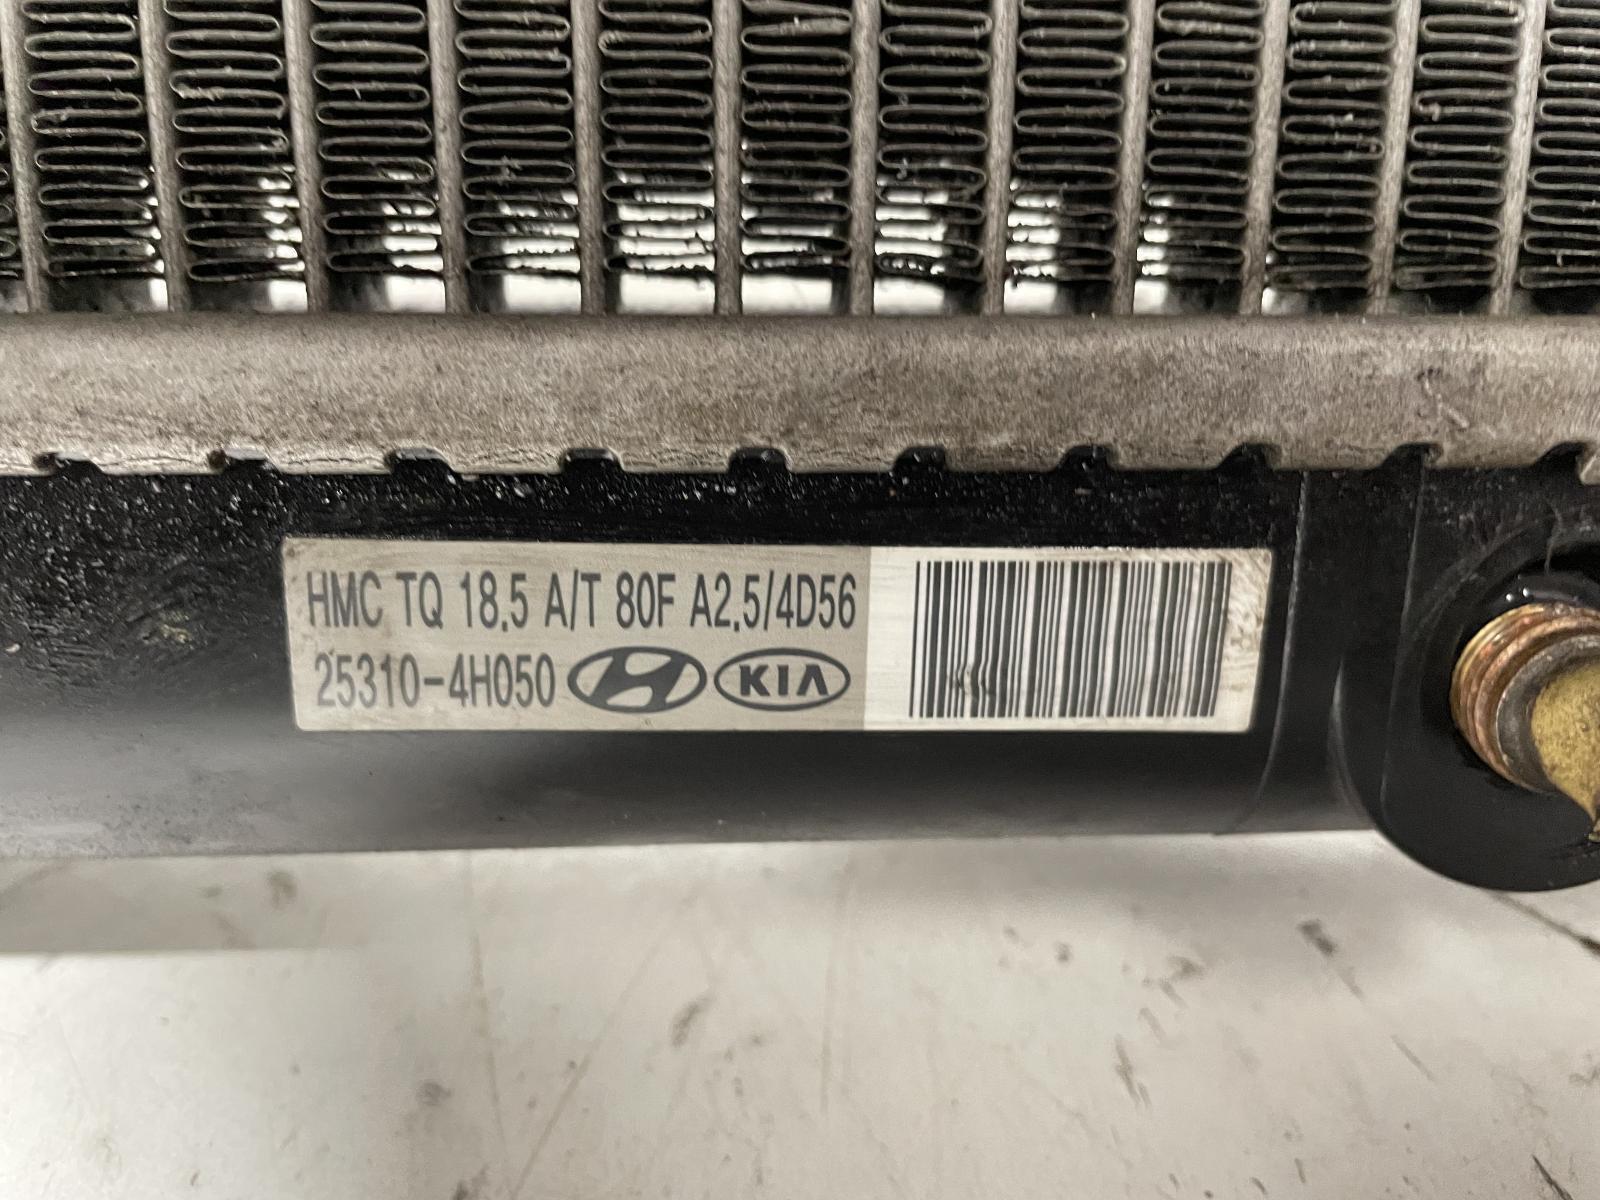 HMC TQ 18.5 A/T 80F A2.5/4D56
25310-4H050 KIA